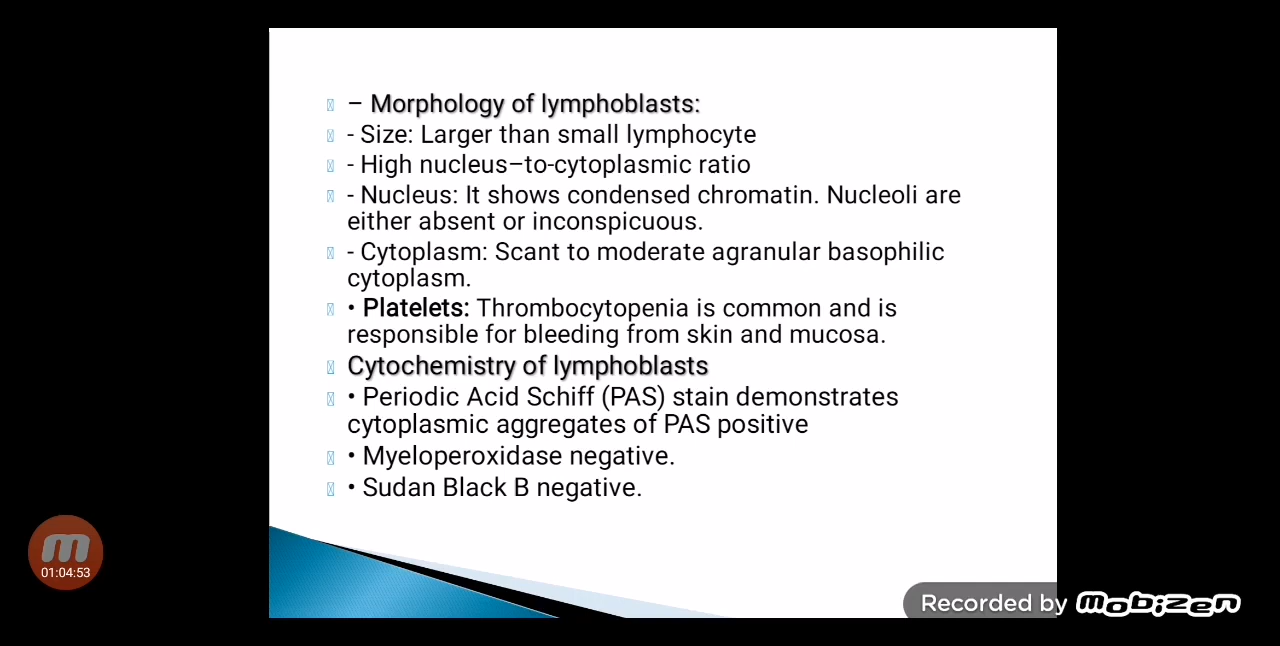 – Morphology of lymphoblasts:
- Size: Larger than small lymphocyte
- High nucleus–to-cytoplasmic ratio
- Nucleus: It shows condensed chromatin. Nucleoli are
either absent or inconspicuous.
- Cytoplasm: Scant to moderate agranular basophilic
cytoplasm.
• Platelets: Thrombocytopenia is common and is
responsible for bleeding from skin and mucosa.
Cytochemistry of lymphoblasts
• Periodic Acid Schiff (PAS) stain demonstrates
cytoplasmic aggregates of PAS positive
• Myeloperoxidase negative.
• Sudan Black B negative.
01:04:53
Recorded by mobizen